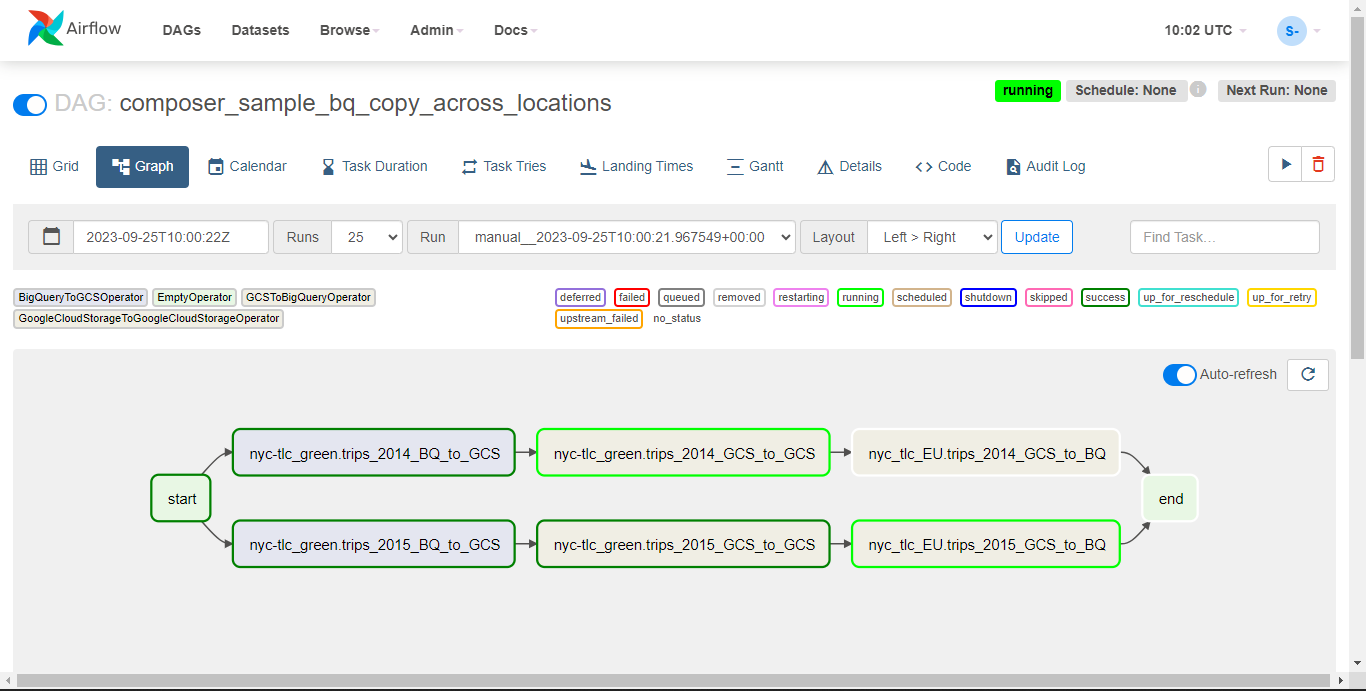 Airflow DAGs Datasets Browse Admin Docs 10:02 UTC S-
DAG: composer_sample_bq_copy_across_locations running Schedule: None i Next Run: None
Grid Graph Calendar Task Duration Task Tries Landing Times Gantt Details <> Code Audit Log
2023-09-25T10:00:22Z Runs 25 Run manual__2023-09-25T10:00:21.967549+00:00 Layout Left > Right Update Find Task...
BigQueryToGCSOperator EmptyOperator GCSToBigQueryOperator deferred failed queued removed restarting running scheduled shutdown skipped success up_for_reschedule up_for_retry
GoogleCloudStorageToGoogleCloudStorageOperator upstream_failed no_status
Auto-refresh
nyc-tlc_green.trips_2014_BQ_to_GCS nyc-tlc_green.trips_2014_GCS_to_GCS nyc_tlc_EU.trips_2014_GCS_to_BQ
start end
nyc-tlc_green.trips_2015_BQ_to_GCS nyc-tlc_green.trips_2015_GCS_to_GCS nyc_tlc_EU.trips_2015_GCS_to_BQ